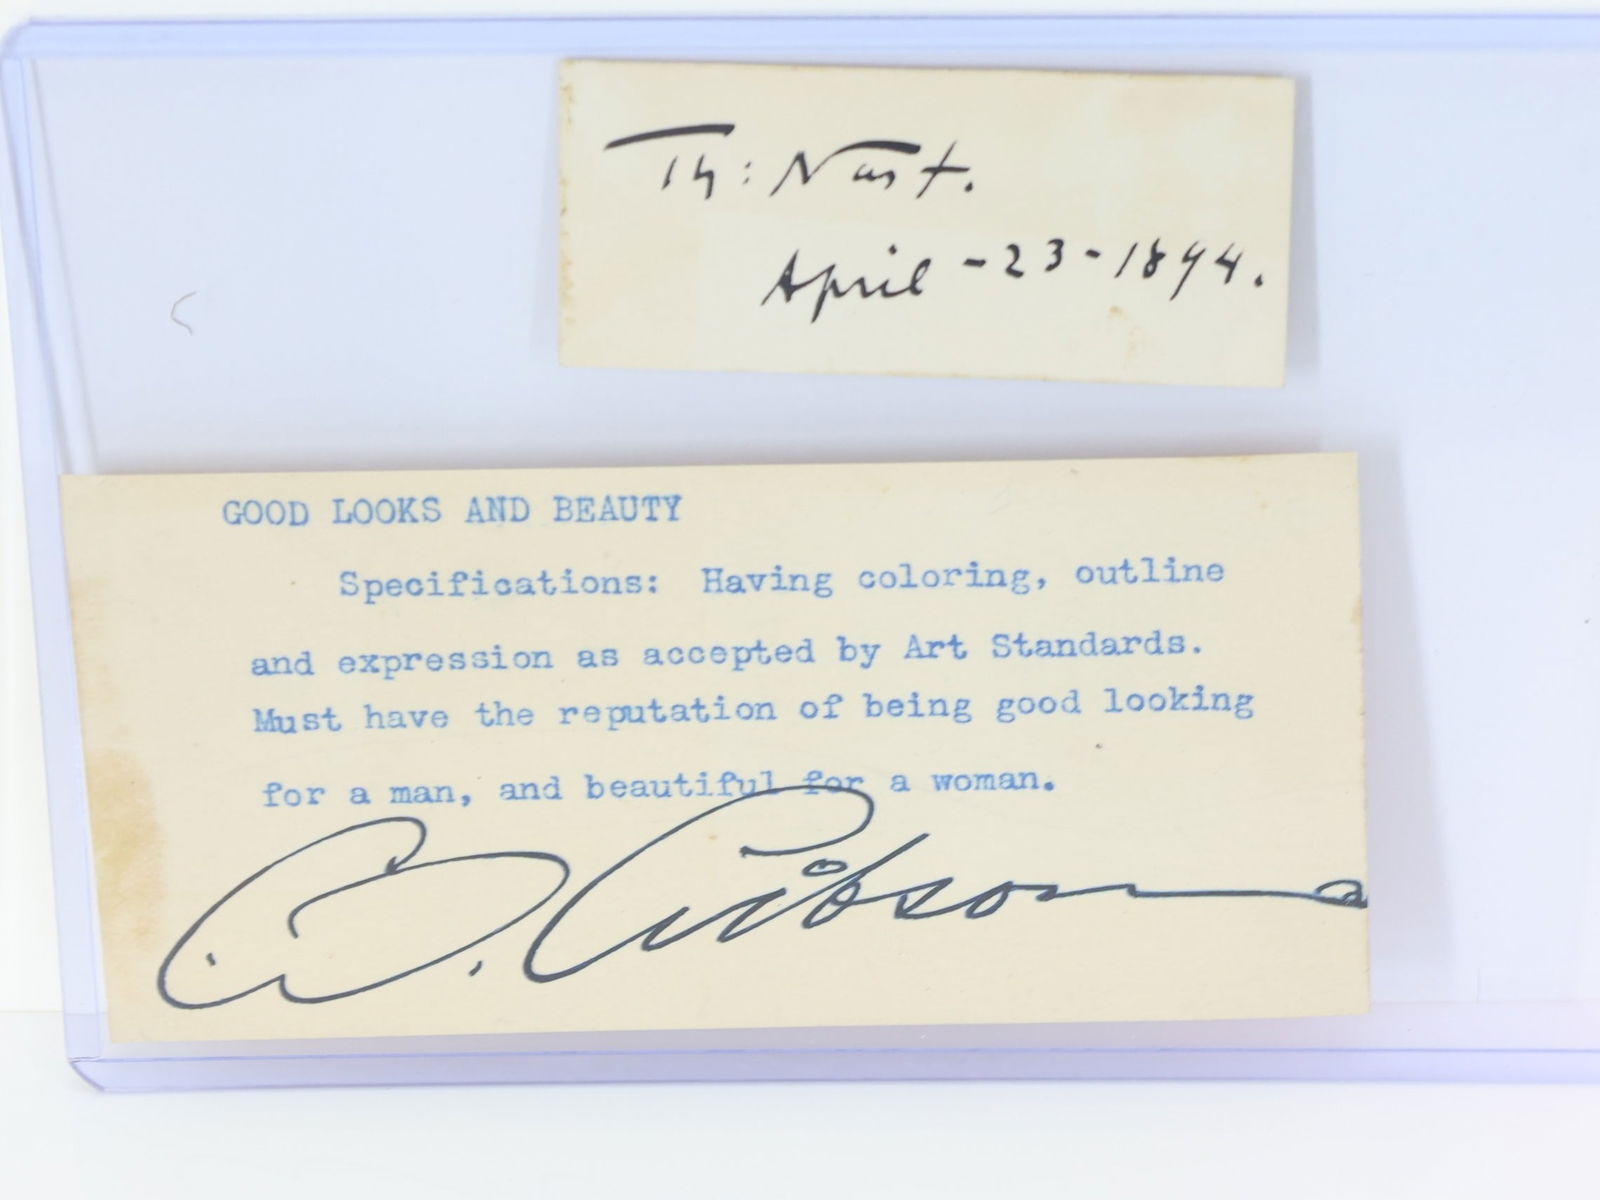 Th: Nast.
April - 23 - 1894.
GOOD LOOKS AND BEAUTY
Specifications: Having coloring, outline
and expression as accepted by Art Standards.
Must have the reputation of being good looking
for a man, and beautiful for a woman.
C. D. Gibson